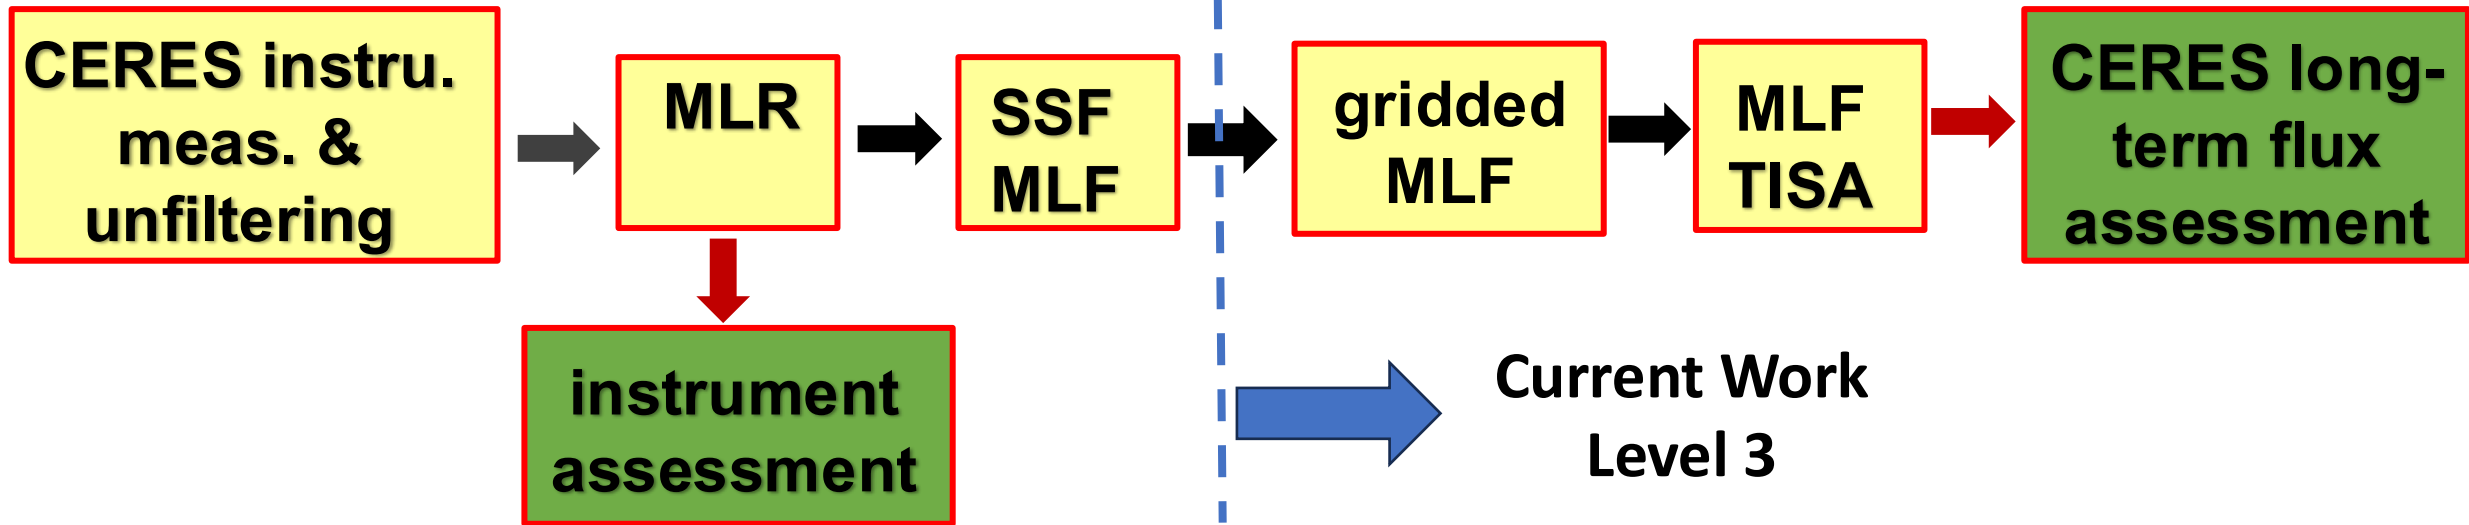 CERES instru.
meas. &
unfiltering
MLR
SSF
MLF
gridded
MLF
MLF
TISA
CERES long-
term flux
assessment
instrument
assessment
Current Work
Level 3